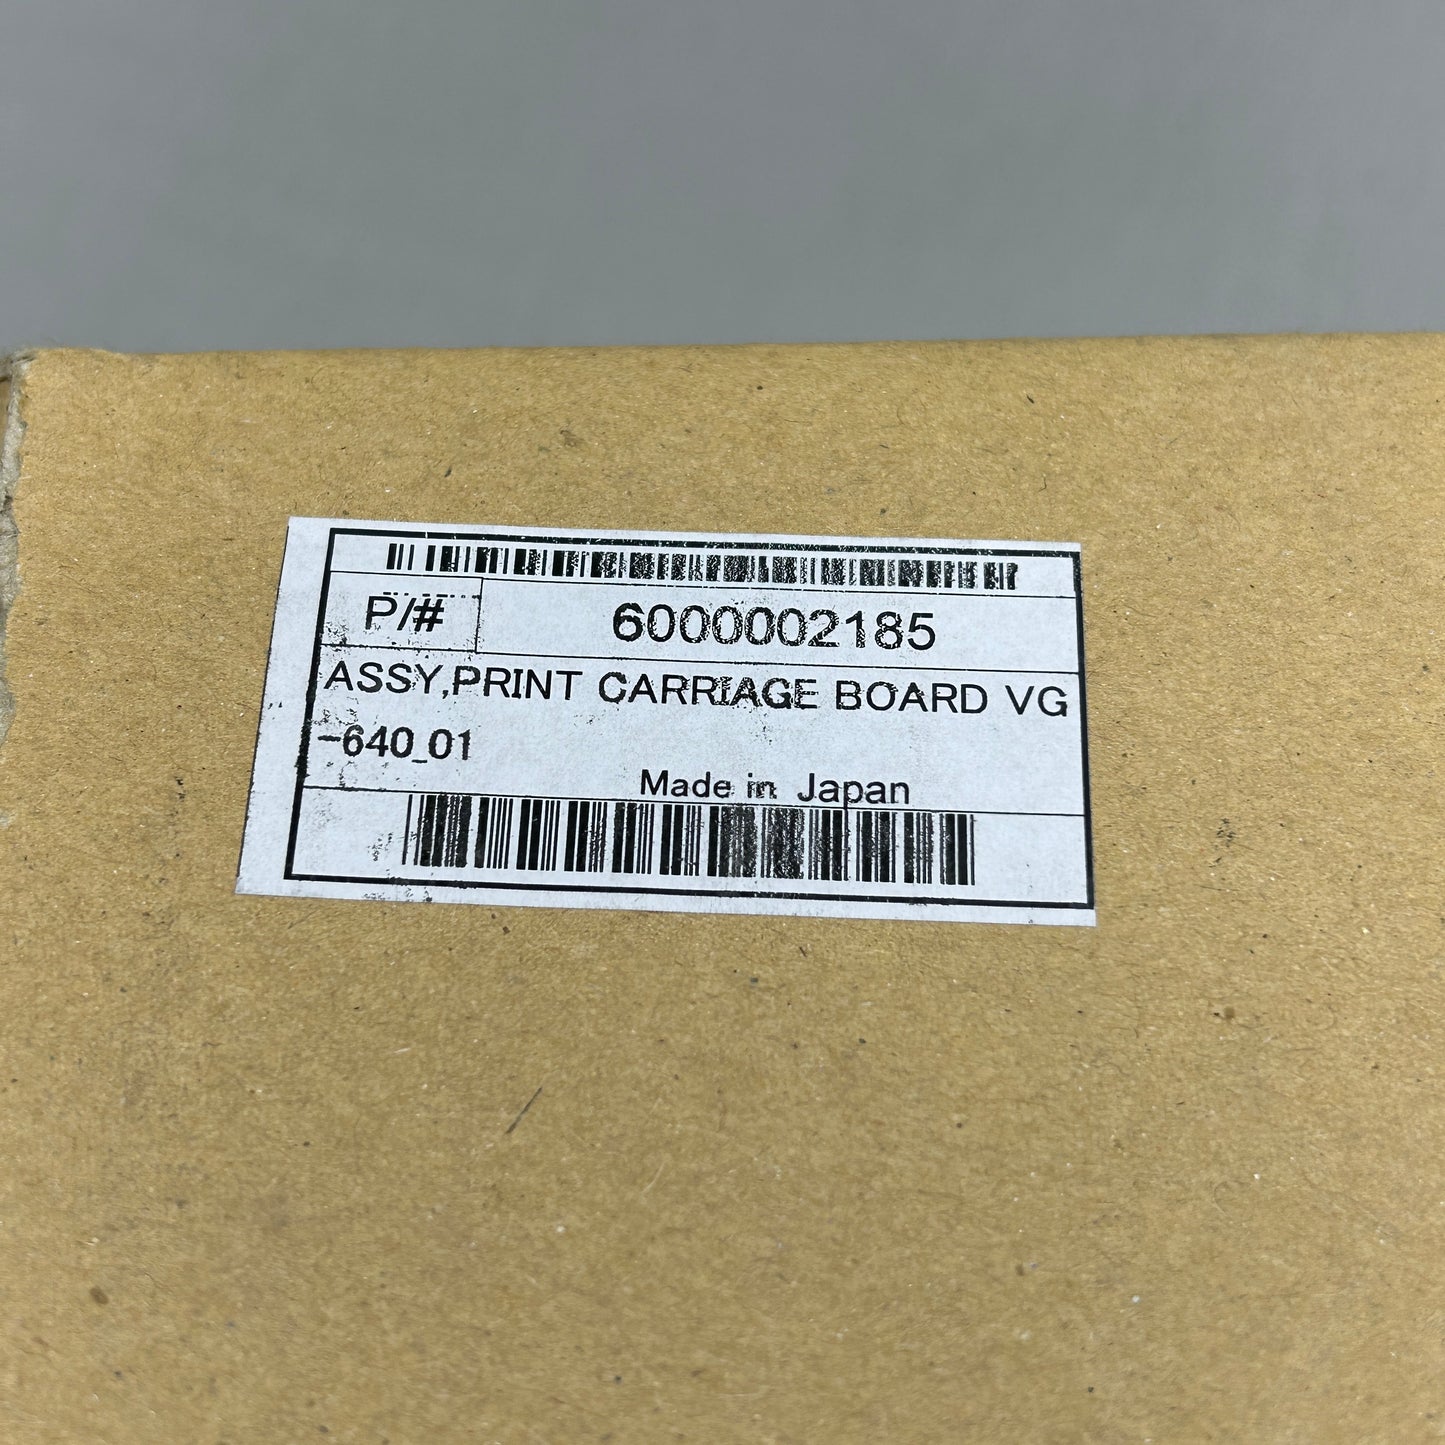 P/# 6000002185
ASSY,PRINT CARRIAGE BOARD VG
-640_01
Made in Japan